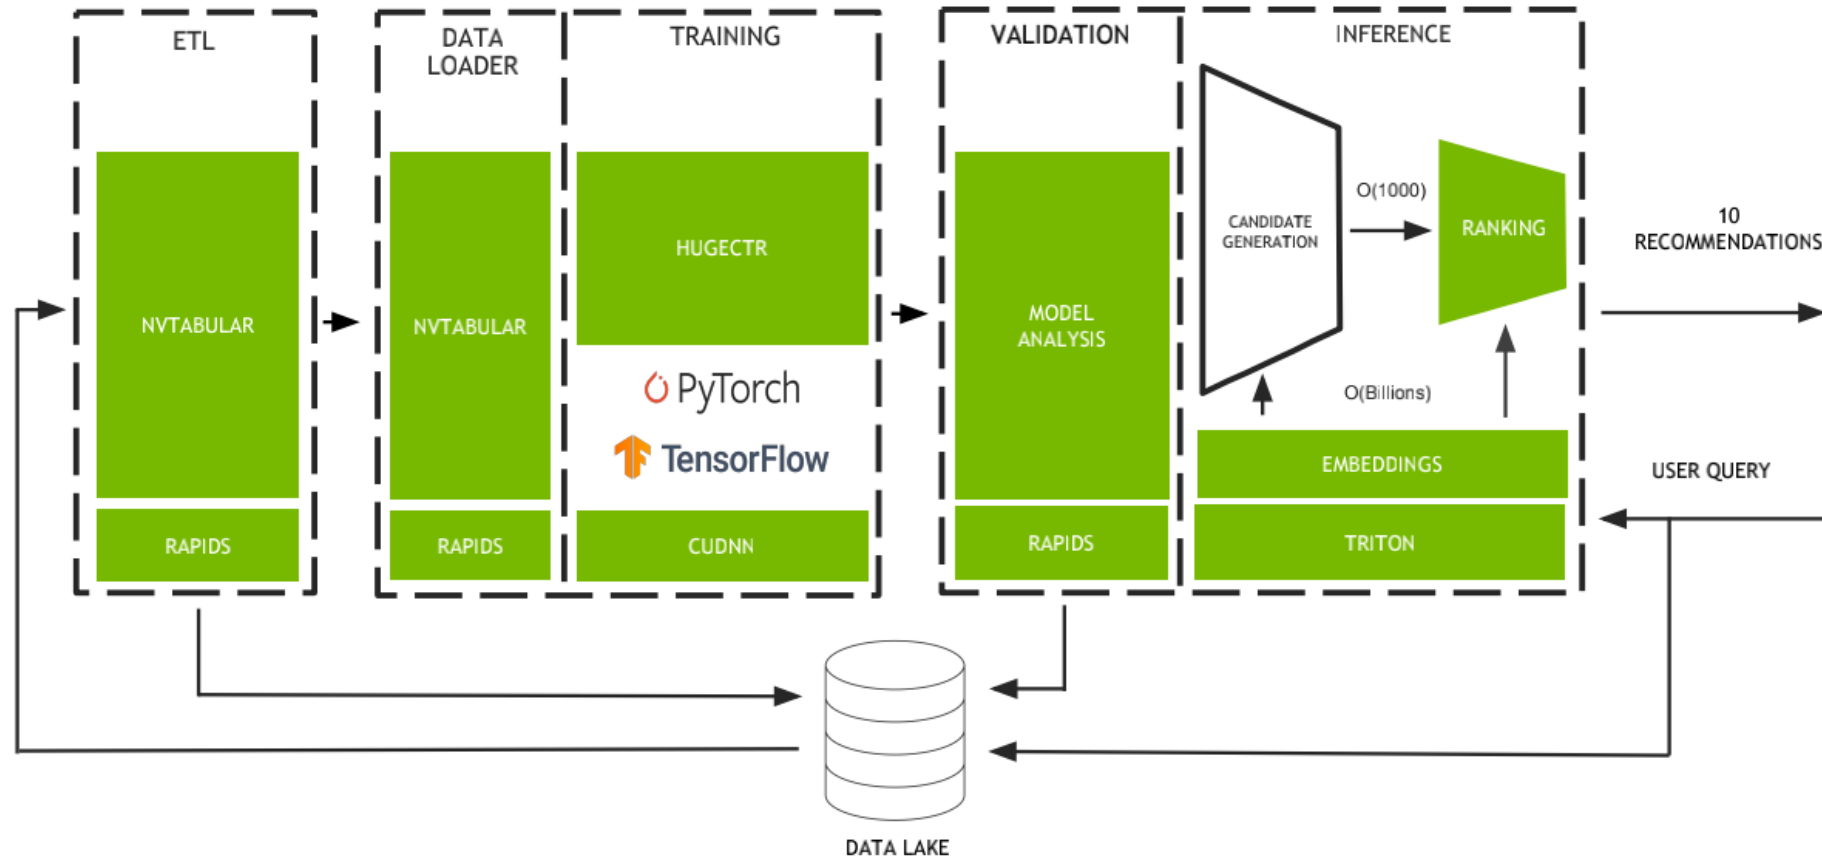 ETL
DATA
LOADER
TRAINING
VALIDATION
INFERENCE
NVTABULAR
RAPIDS
NVTABULAR
RAPIDS
HUGECTR
PyTorch
TensorFlow
CUDNN
MODEL
ANALYSIS
RAPIDS
CANDIDATE
GENERATION
O(1000)
RANKING
O(Billions)
EMBEDDINGS
TRITON
10
RECOMMENDATIONS
USER QUERY
DATA LAKE